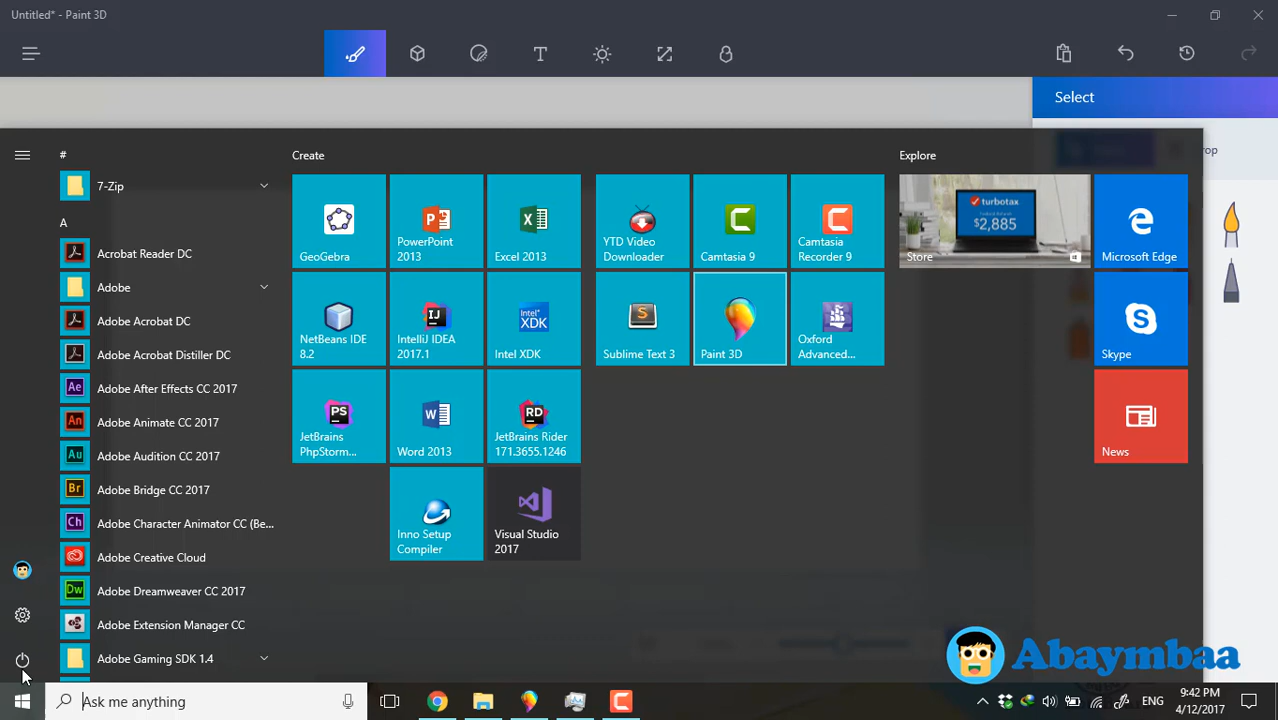 Untitled* - Paint 3D
Select
#
7-Zip
A
Acrobat Reader DC
Adobe
Adobe Acrobat DC
Adobe Acrobat Distiller DC
Adobe After Effects CC 2017
Adobe Animate CC 2017
Adobe Audition CC 2017
Adobe Bridge CC 2017
Adobe Character Animator CC (Be...
Adobe Creative Cloud
Adobe Dreamweaver CC 2017
Adobe Extension Manager CC
Adobe Gaming SDK 1.4
Create
GeoGebra
PowerPoint
2013
Excel 2013
YTD Video
Downloader
Camtasia 9
Camtasia
Recorder 9
NetBeans IDE
8.2
IntelliJ IDEA
2017.1
Intel XDK
Sublime Text 3
Paint 3D
Oxford
Advanced...
JetBrains
PhpStorm...
Word 2013
JetBrains Rider
171.3655.1246
Inno Setup
Compiler
Visual Studio
2017
Explore
turbotax
$2,885
Store
Microsoft Edge
Skype
News
Abaymbaa
Ask me anything
ENG
9:42 PM
4/12/2017